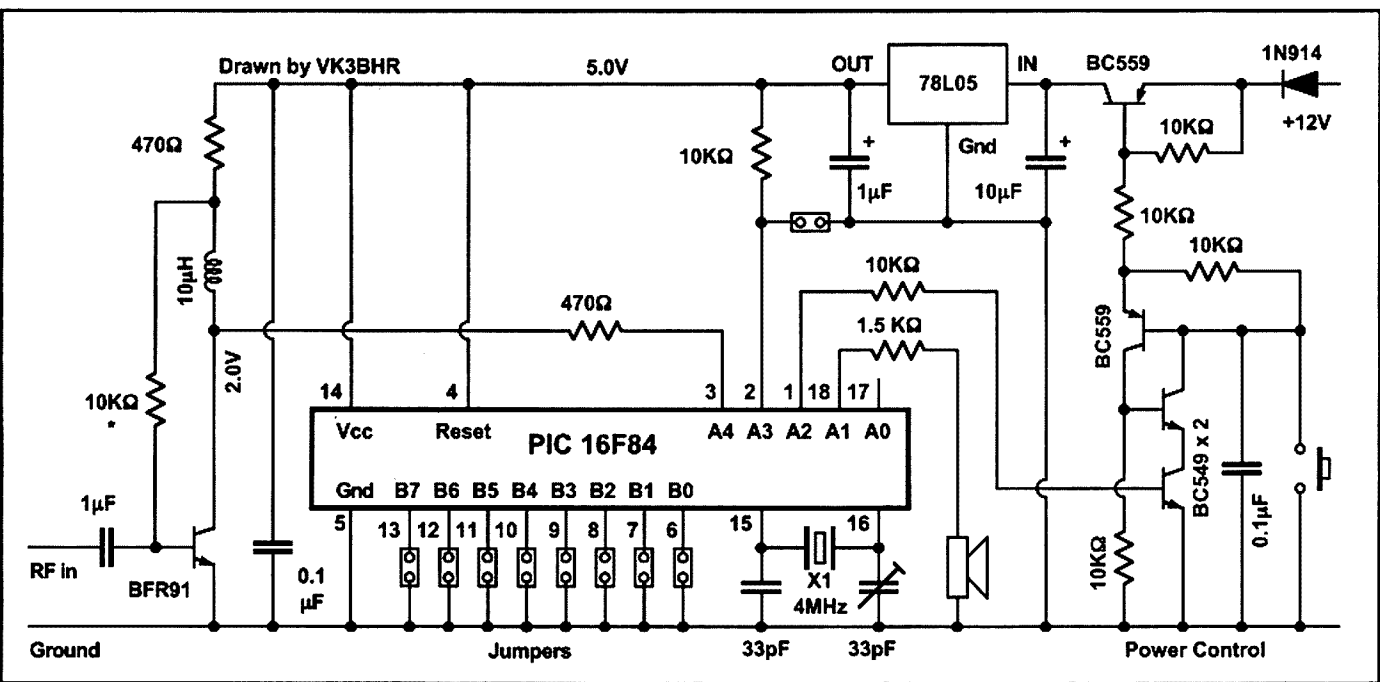 Drawn by VK3BHR
5.0V
OUT
78L05
IN
BC559
1N914
+12V
470Ω
10KΩ
+
1μF
Gnd
+
10μF
10KΩ
10KΩ
10KΩ
10μH
470Ω
10KΩ
1.5 KΩ
BC559
2.0V
10KΩ
*
14
4
3
2
1
18
17
Vcc
Reset
PIC 16F84
A4
A3
A2
A1
A0
Gnd
B7
B6
B5
B4
B3
B2
B1
B0
BC549 x 2
0.1μF
5
13
12
11
10
9
8
7
6
15
16
1μF
RF in
BFR91
0.1
μF
X1
4MHz
10KΩ
Ground
Jumpers
33pF
33pF
Power Control